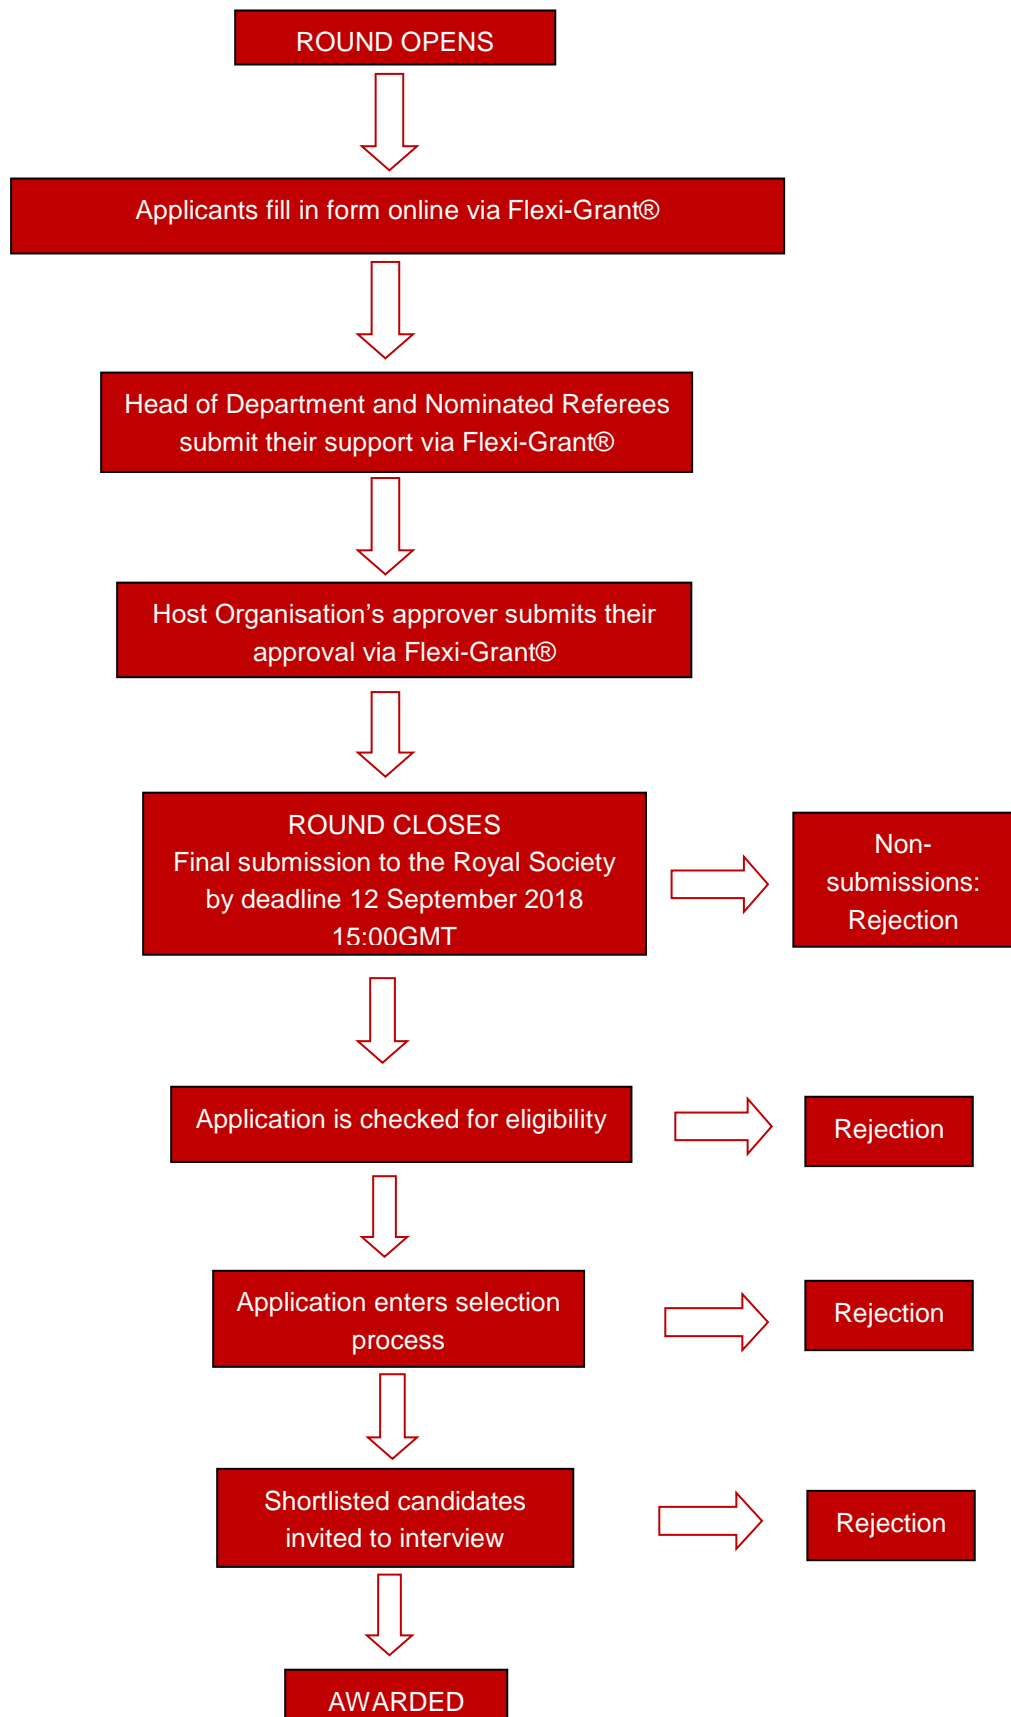 ROUND OPENS
Applicants fill in form online via Flexi-Grant®
Head of Department and Nominated Referees
submit their support via Flexi-Grant®
Host Organisation's approver submits their
approval via Flexi-Grant®
ROUND CLOSES
Final submission to the Royal Society
by deadline 12 September 2018
15:00GMT
Non-
submissions:
Rejection
Application is checked for eligibility
Rejection
Application enters selection
process
Rejection
Shortlisted candidates
invited to interview
Rejection
AWARDED